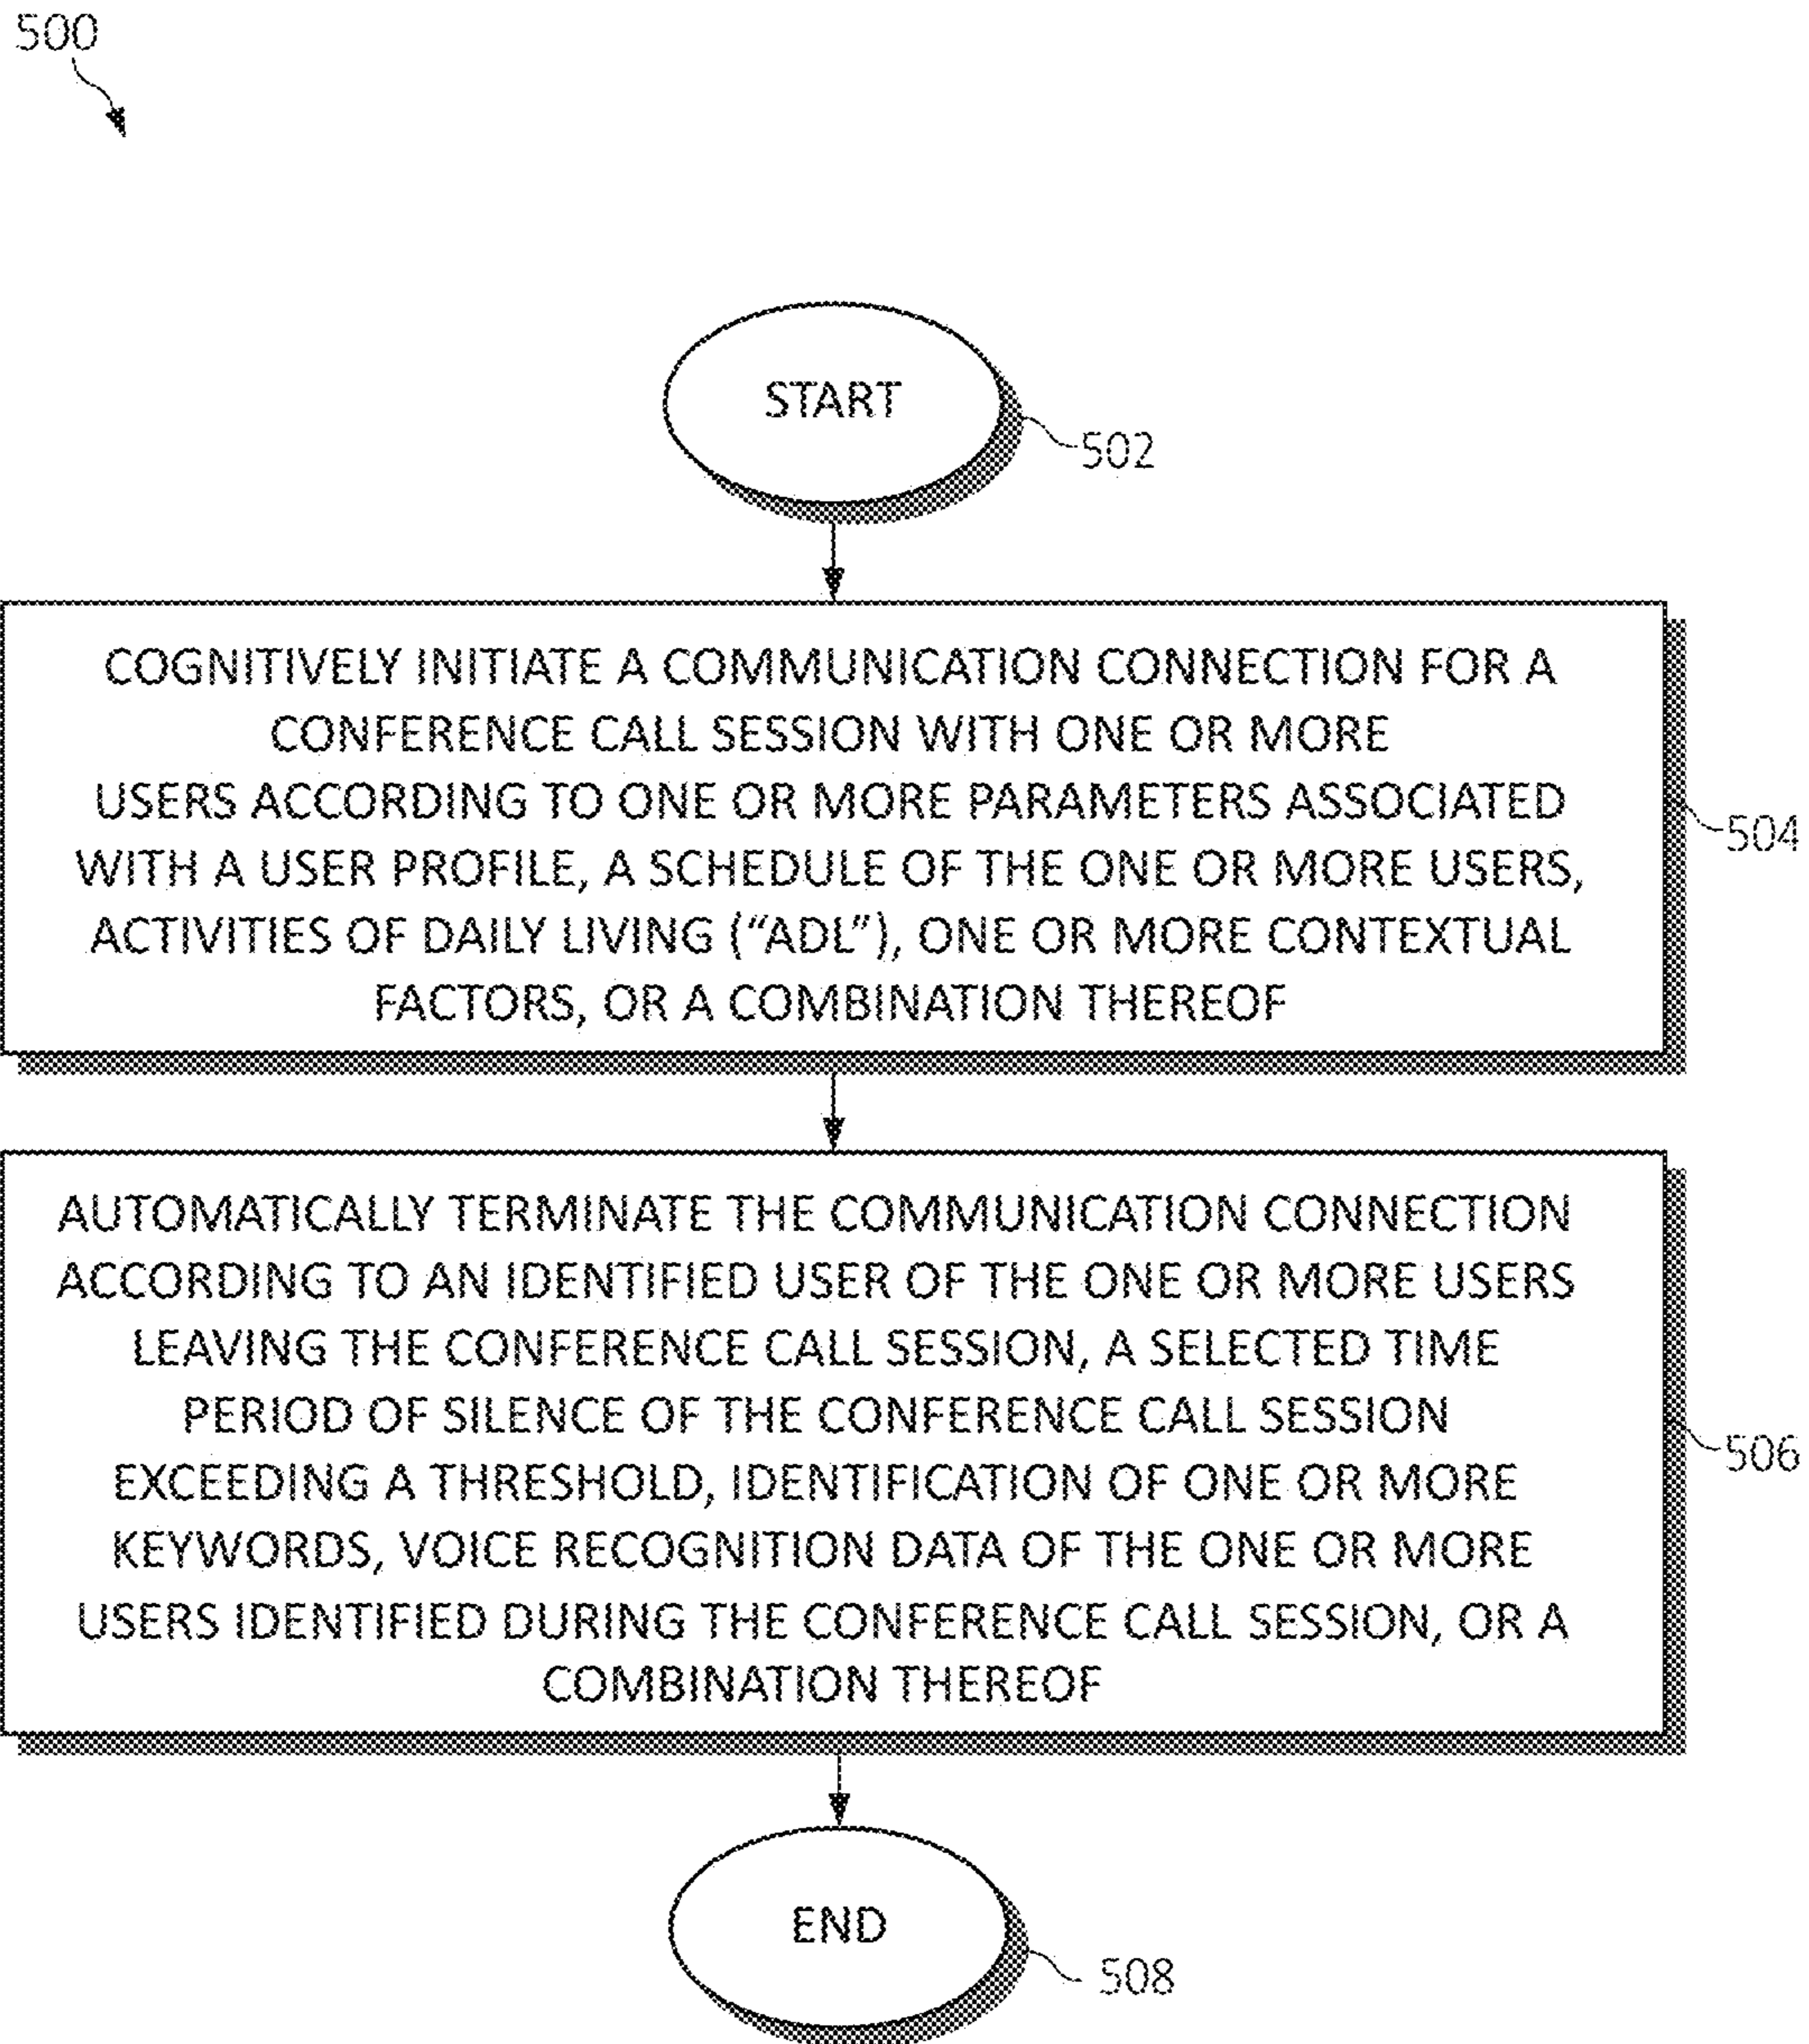 500
START
502
COGNITIVELY INITIATE A COMMUNICATION CONNECTION FOR A
CONFERENCE CALL SESSION WITH ONE OR MORE
USERS ACCORDING TO ONE OR MORE PARAMETERS ASSOCIATED
WITH A USER PROFILE, A SCHEDULE OF THE ONE OR MORE USERS,
ACTIVITIES OF DAILY LIVING (“ADL”), ONE OR MORE CONTEXTUAL
FACTORS, OR A COMBINATION THEREOF
504
AUTOMATICALLY TERMINATE THE COMMUNICATION CONNECTION
ACCORDING TO AN IDENTIFIED USER OF THE ONE OR MORE USERS
LEAVING THE CONFERENCE CALL SESSION, A SELECTED TIME
PERIOD OF SILENCE OF THE CONFERENCE CALL SESSION
EXCEEDING A THRESHOLD, IDENTIFICATION OF ONE OR MORE
KEYWORDS, VOICE RECOGNITION DATA OF THE ONE OR MORE
USERS IDENTIFIED DURING THE CONFERENCE CALL SESSION, OR A
COMBINATION THEREOF
506
END
508